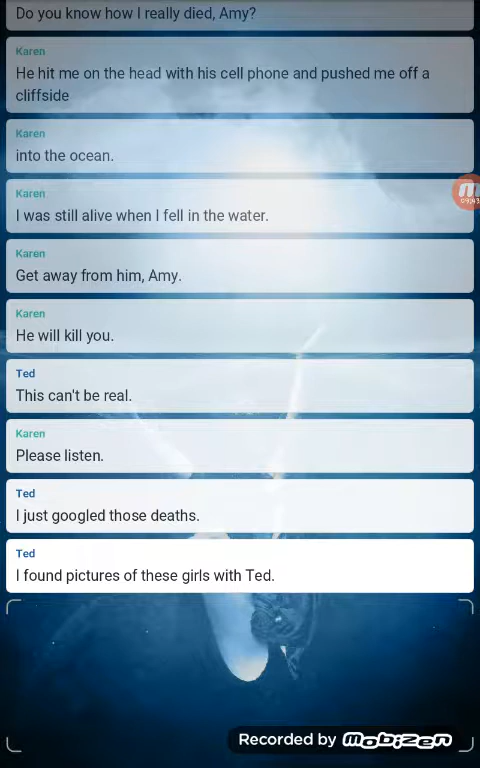 Do you know how I really died, Amy?
Karen
He hit me on the head with his cell phone and pushed me off a
cliffside
Karen
into the ocean.
Karen
I was still alive when I fell in the water.
Karen
Get away from him, Amy.
Karen
He will kill you.
Ted
This can't be real.
Karen
Please listen.
Ted
I just googled those deaths.
Ted
I found pictures of these girls with Ted.
Recorded by mobizen